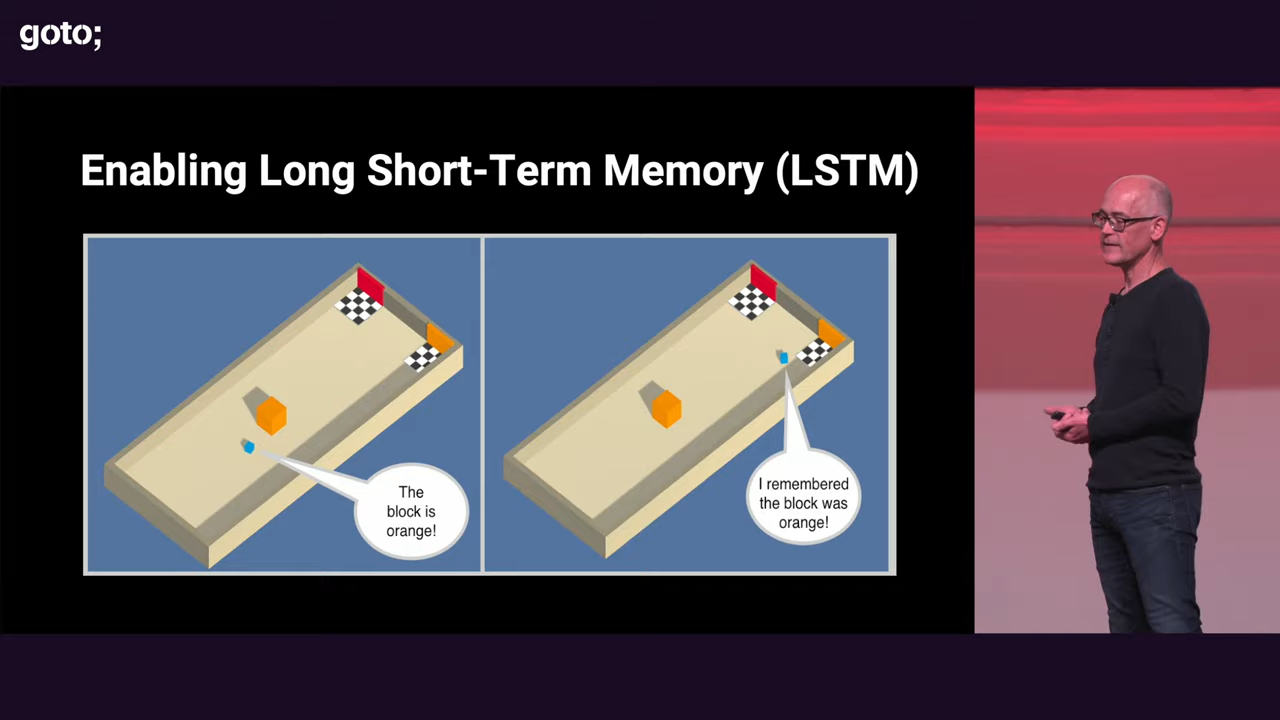 goto;
Enabling Long Short-Term Memory (LSTM)
The
block is
orange!
I remembered
the block was
orange!